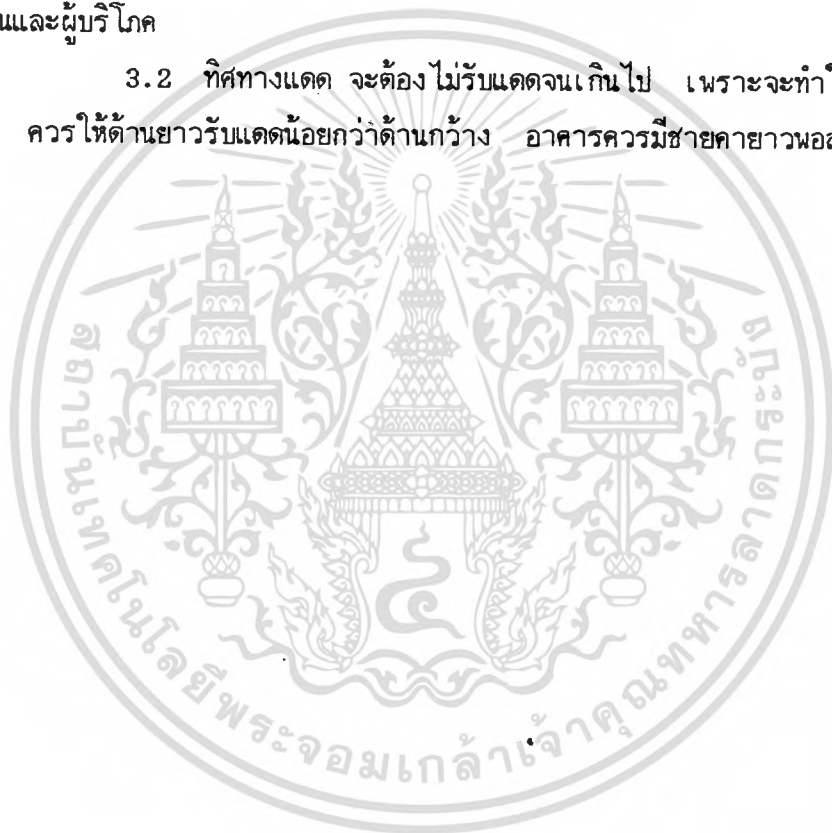 นและผู้บริโภค
3.2 ทิศทางแดด จะต้องไม่รับแดดจนเกินไป เพราะจะทำใ
ควรให้ด้านยาวรับแดดน้อยกว่าด้านกว้าง อาคารควรมีชายคายาวพอส
สถาบันเทคโนโลยีพระจอมเกล้าเจ้าคุณทหารลาดกระบัง